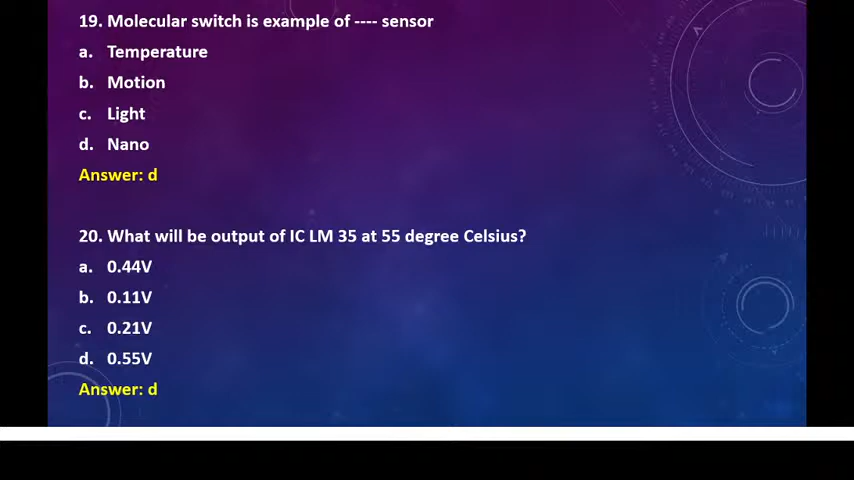 19. Molecular switch is example of ---- sensor
a. Temperature
b. Motion
c. Light
d. Nano
Answer: d
20. What will be output of IC LM 35 at 55 degree Celsius?
a. 0.44V
b. 0.11V
c. 0.21V
d. 0.55V
Answer: d